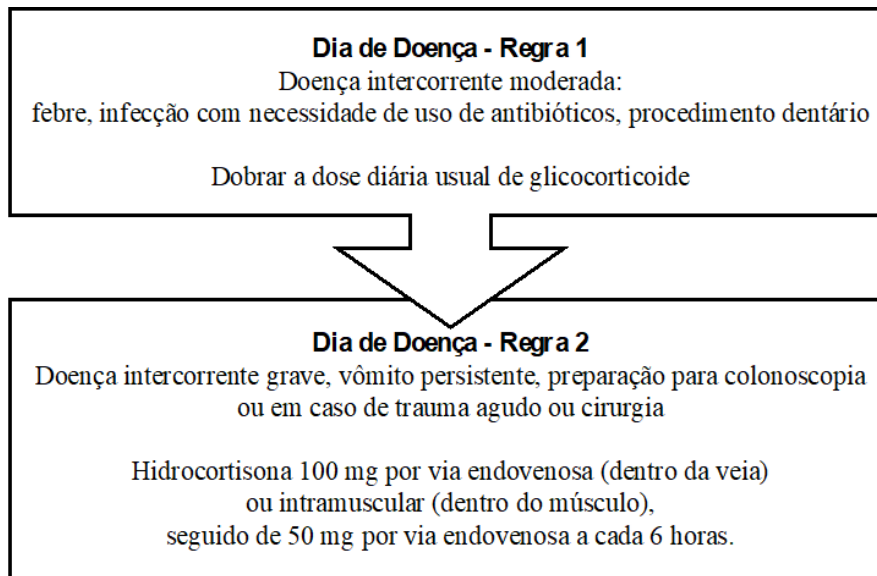 Dia de Doença - Regra 1
Doença intercorrente moderada:
febre, infecção com necessidade de uso de antibióticos, procedimento dentário
Dobrar a dose diária usual de glicocorticoide
Dia de Doença - Regra 2
Doença intercorrente grave, vômito persistente, preparação para colonoscopia
ou em caso de trauma agudo ou cirurgia
Hidrocortisona 100 mg por via endovenosa (dentro da veia)
ou intramuscular (dentro do músculo),
seguido de 50 mg por via endovenosa a cada 6 horas.